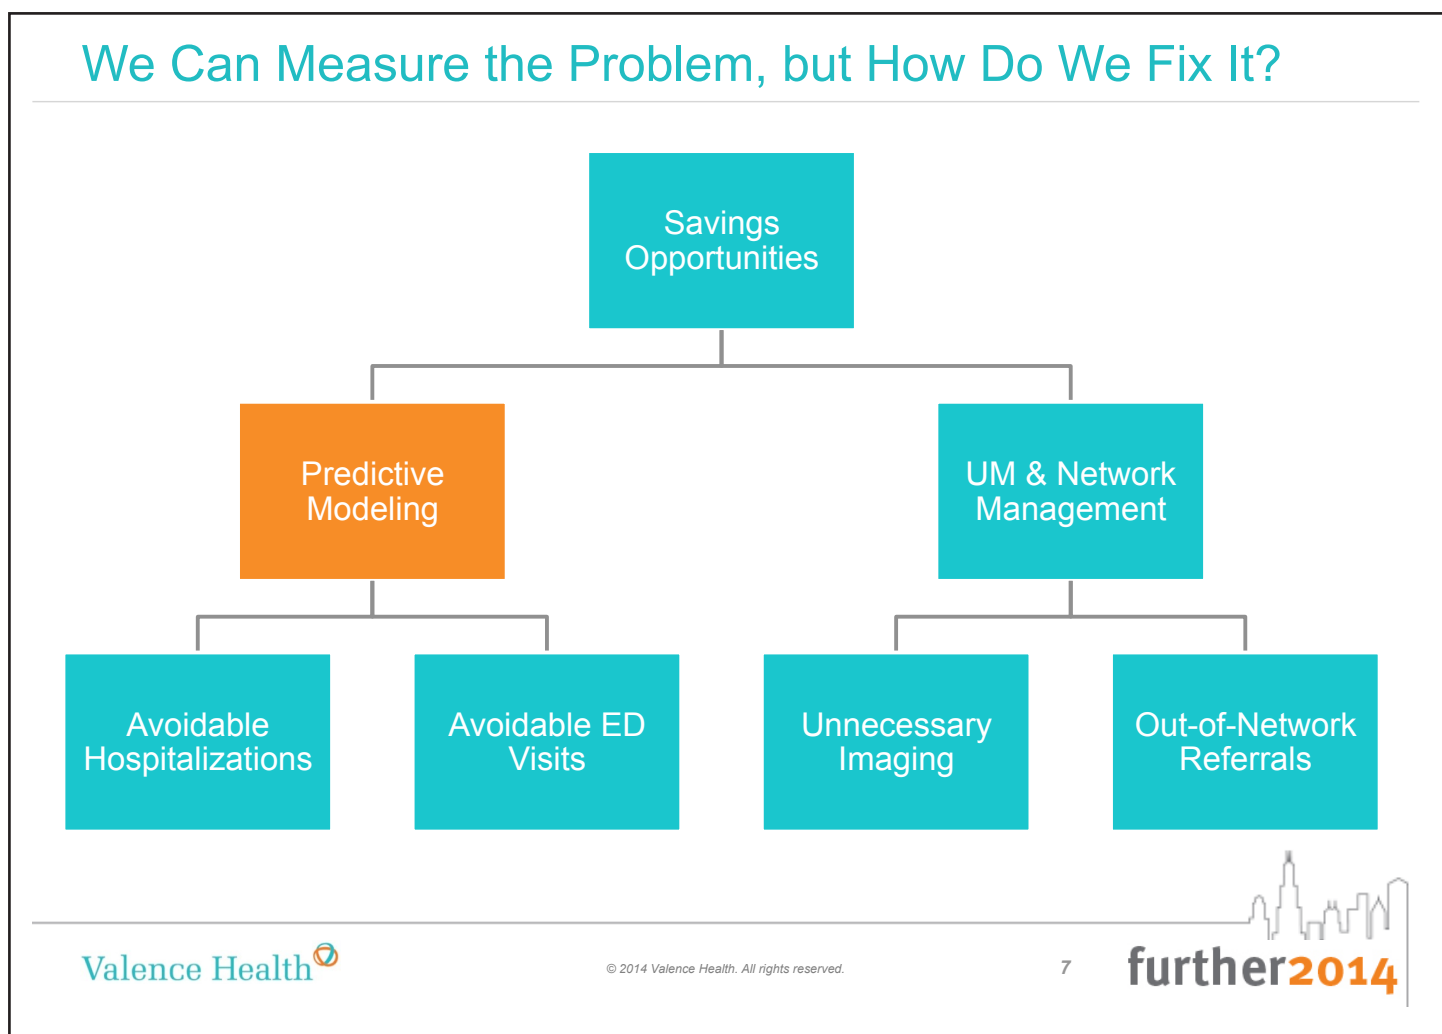 We Can Measure the Problem, but How Do We Fix It?
Savings
Opportunities
Predictive
Modeling
UM & Network
Management
Avoidable
Hospitalizations
Avoidable ED
Visits
Unnecessary
Imaging
Out-of-Network
Referrals
Valence Health
© 2014 Valence Health. All rights reserved.
7
further2014